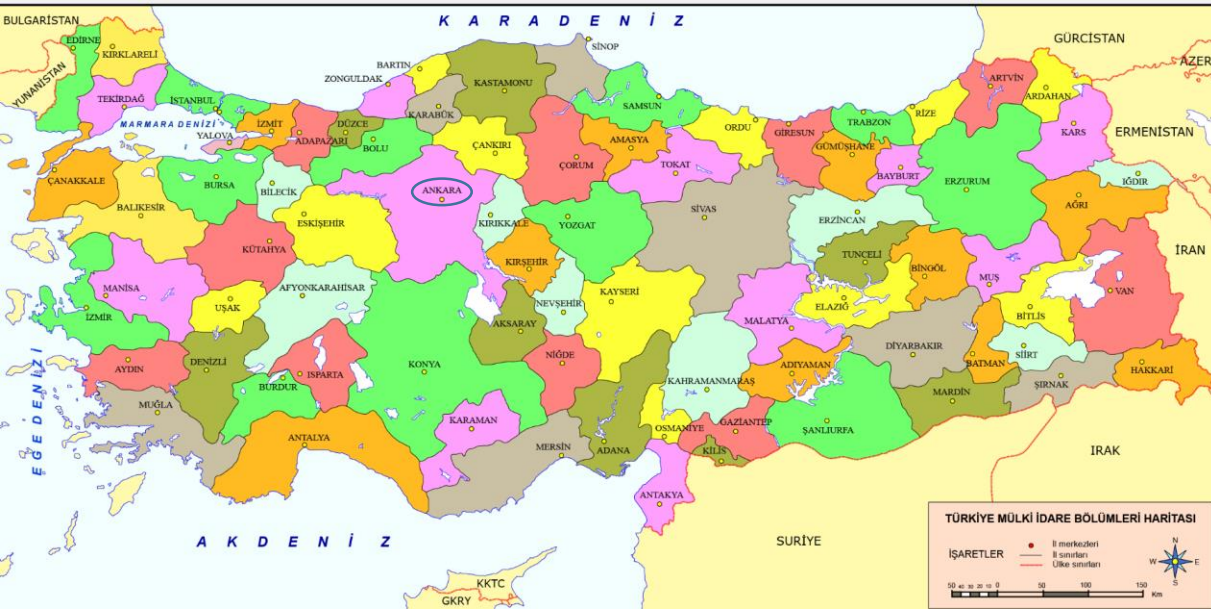 BULGARİSTAN
K A R A D E N İ Z
GÜRCİSTAN
AZER
YUNANİSTAN
ERMENİSTAN
İRAN
IRAK
SURİYE
MARMARA DENİZİ
E G E D E N İ Z İ
A K D E N İ Z
KKTC
GKRY
EDİRNE
KIRKLARELİ
TEKİRDAĞ
İSTANBUL
YALOVA
İZMİT
ADAPAZARI
DÜZCE
BOLU
ZONGULDAK
BARTIN
KARABÜK
KASTAMONU
SİNOP
ÇANKIRI
ÇORUM
SAMSUN
AMASYA
TOKAT
ORDU
GİRESUN
GÜMÜŞHANE
TRABZON
BAYBURT
RİZE
ARTVİN
ARDAHAN
KARS
IĞDIR
AĞRI
ERZURUM
ERZİNCAN
ÇANAKKALE
BALIKESİR
BURSA
BİLECİK
ESKİŞEHİR
KÜTAHYA
ANKARA
KIRIKKALE
KIRŞEHİR
YOZGAT
SİVAS
TUNCELİ
BİNGÖL
MUŞ
VAN
BİTLİS
MANİSA
İZMİR
UŞAK
AFYONKARAHİSAR
AKSARAY
NEVŞEHİR
KAYSERİ
MALATYA
ELAZIĞ
DİYARBAKIR
BATMAN
SİİRT
ŞIRNAK
HAKKARİ
AYDIN
DENİZLİ
BURDUR
ISPARTA
KONYA
NİĞDE
KAHRAMANMARAŞ
ADIYAMAN
MARDİN
MUĞLA
ANTALYA
KARAMAN
MERSİN
ADANA
OSMANİYE
GAZİANTEP
KİLİS
ŞANLIURFA
ANTAKYA
TÜRKİYE MÜLKİ İDARE BÖLÜMLERİ HARİTASI
İŞARETLER
İl merkezleri
İl sınırları
Ülke sınırları
N
W
E
S
50 40 30 20 10 0 50 100 150
Km